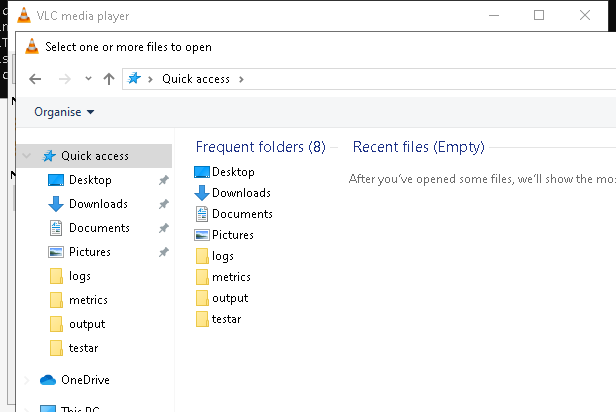 VLC media player
Select one or more files to open
Quick access
Organise
Quick access
Desktop
Downloads
Documents
Pictures
logs
metrics
output
testar
OneDrive
This PC
Frequent folders (8)
Desktop
Downloads
Documents
Pictures
logs
metrics
output
testar
Recent files (Empty)
After you've opened some files, we'll show the mos